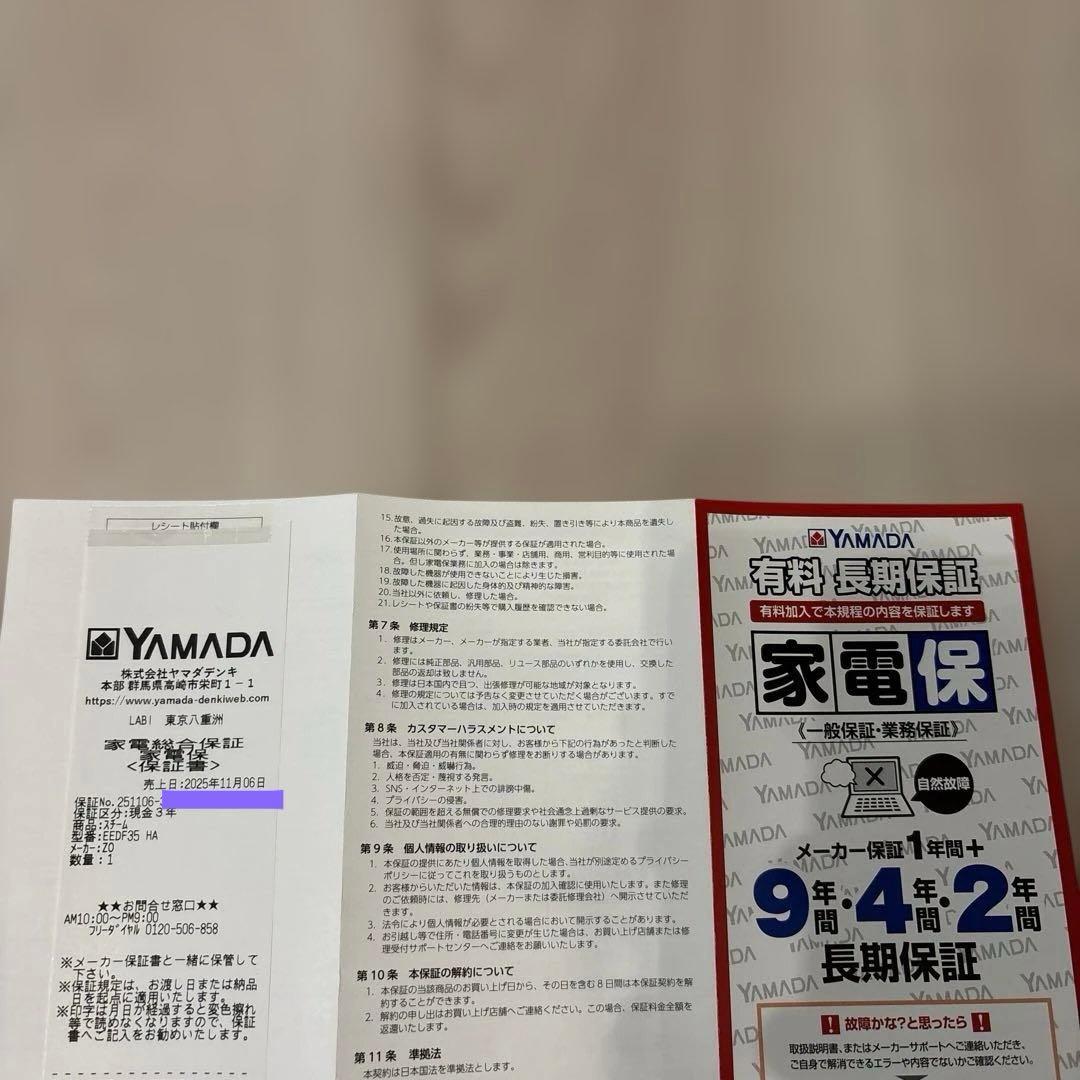 レシート貼付欄
YAMADA
株式会社ヤマダデンキ
本部 群馬県高崎市栄町１－１
https://www.yamada-denkiweb.com
LABI 東京八重洲
家電総合保証
家電保
<保証書>
売上日:2025年11月06日
保証No.251106-
保証区分:現金３年
商品:ｽﾁｰﾑ
型番:EEDF35 HA
ﾒｰｶｰ:ZO
数量:1
★★お問合せ窓口★★
AM10:00～PM9:00
フリーﾀﾞｲﾔﾙ 0120-506-858
※メーカー保証書と一緒に保管して
下さい。
※保証規定は、お渡し日または納品
日を起点に適用いたします。
※印字は月日が経過すると変色擦れ
等で読めなくなりますので、保証
書へご記入をお勧めいたします。
15.故意、過失に起因する故障及び盗難、紛失、置き引き等により本商品を遺失し
た場合。
16.本保証以外のメーカー等が提供する保証が適用された場合。
17.使用場所に関わらず、業務・事業・店舗用、商用、営利目的等に使用された場
合。但し家電保業務に加入の場合は除きます。
18.故障した機器が使用できないことにより生じた損害。
19.故障した機器に起因した身体的及び精神的な障害。
20.当社以外に依頼し、修理した場合。
21.レシートや保証書の紛失等で購入履歴を確認できない場合。
第７条 修理規定
1. 修理はメーカー、メーカーが指定する業者、当社が指定する委託会社で行い
ます。
2. 修理には純正部品、汎用部品、リユース部品のいずれかを使用し、交換した
部品の返却は致しません。
3. 修理は日本国内で且つ、出張修理が可能な地域が対象となります。
4. 修理の規定については予告なく変更させていただく場合がございます。すで
に加入されている場合は、加入時の規定を適用させていただきます。
第８条 カスタマーハラスメントについて
当社は、当社及び当社関係者に対し、お客様から下記の行為があったと判断した
場合、本保証適用の有無に関わらず修理をお断りする場合があります。
1. 威迫・脅迫・威嚇行為。
2. 人格を否定・蔑視する発言。
3. SNS・インターネット上での誹謗中傷。
4. プライバシーの侵害。
5. 保証の範囲を超える無償での修理要求や社会通念上過剰なサービス提供の要求。
6. 当社及び当社関係者への合理的理由のない謝罪や処罰の要求。
第９条 個人情報の取り扱いについて
1. 本保証の提供にあたり個人情報を取得した場合、当社が別途定めるプライバシー
ポリシーに従ってこれを取り扱うものとします。
2. お客様からいただいた情報は、本保証の加入確認に使用いたします。また修理
のご依頼時には、修理先（メーカーまたは委託修理会社）へ開示させていただ
きます。
3. 法令により個人情報が必要とされる場合において開示することがあります。
4. お引越し等で住所・電話番号に変更が生じた場合は、お買い上げ店舗または修
理受付サポートセンターへご連絡をお願いいたします。
第10条 本保証の解約について
1. 本保証の当該商品のお買い上げ日から、その日を含む８日間は本保証契約を解
約することができます。
2. 解約の申し出はお買い上げ店舗へご連絡ください。この場合、保証料金全額を
返還いたします。
第11条 準拠法
本契約は日本国法を準拠法とします。
YAMADA
有料 長期保証
有料加入で本規程の内容を保証します
家電保
《一般保証・業務保証》
自然故障
メーカー保証1年間＋
9年間・4年間・2年間
長期保証
! 故障かな?と思ったら !
取扱説明書、またはメーカーサポートへご連絡いただき、
ご自身で解消できるエラーや内容でないかご確認ください。